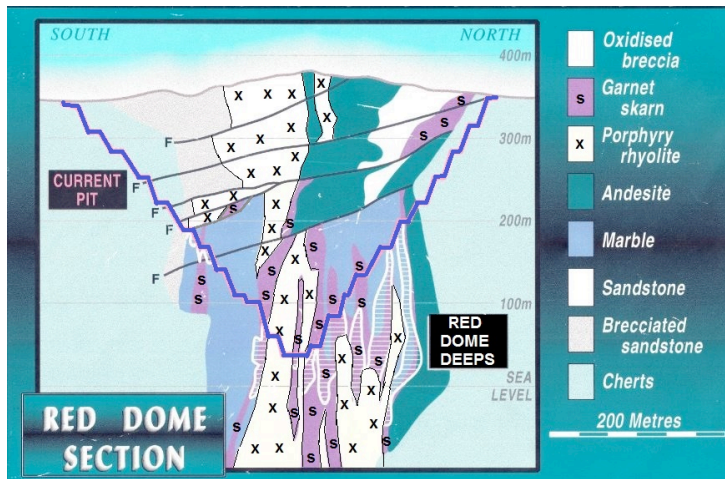 SOUTH
NORTH
400m
300m
200m
100m
SEA
LEVEL
CURRENT
PIT
F
F
F
F
F
RED
DOME
DEEPS
RED DOME
SECTION
Oxidised
breccia
S
Garnet
skarn
X
Porphyry
rhyolite
Andesite
Marble
Sandstone
Brecciated
sandstone
Cherts
200 Metres